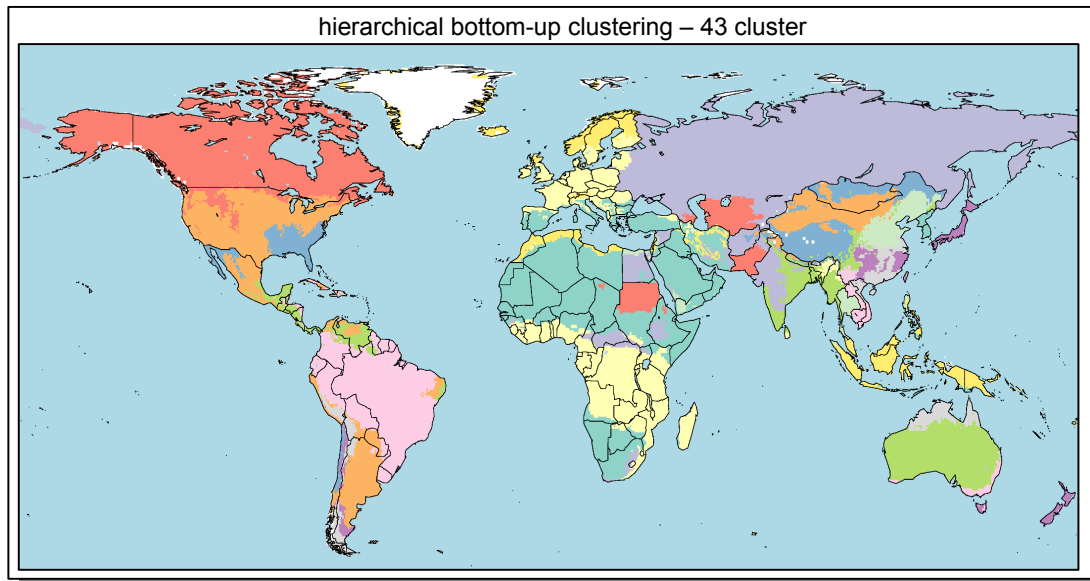 hierarchical bottom-up clustering – 43 cluster